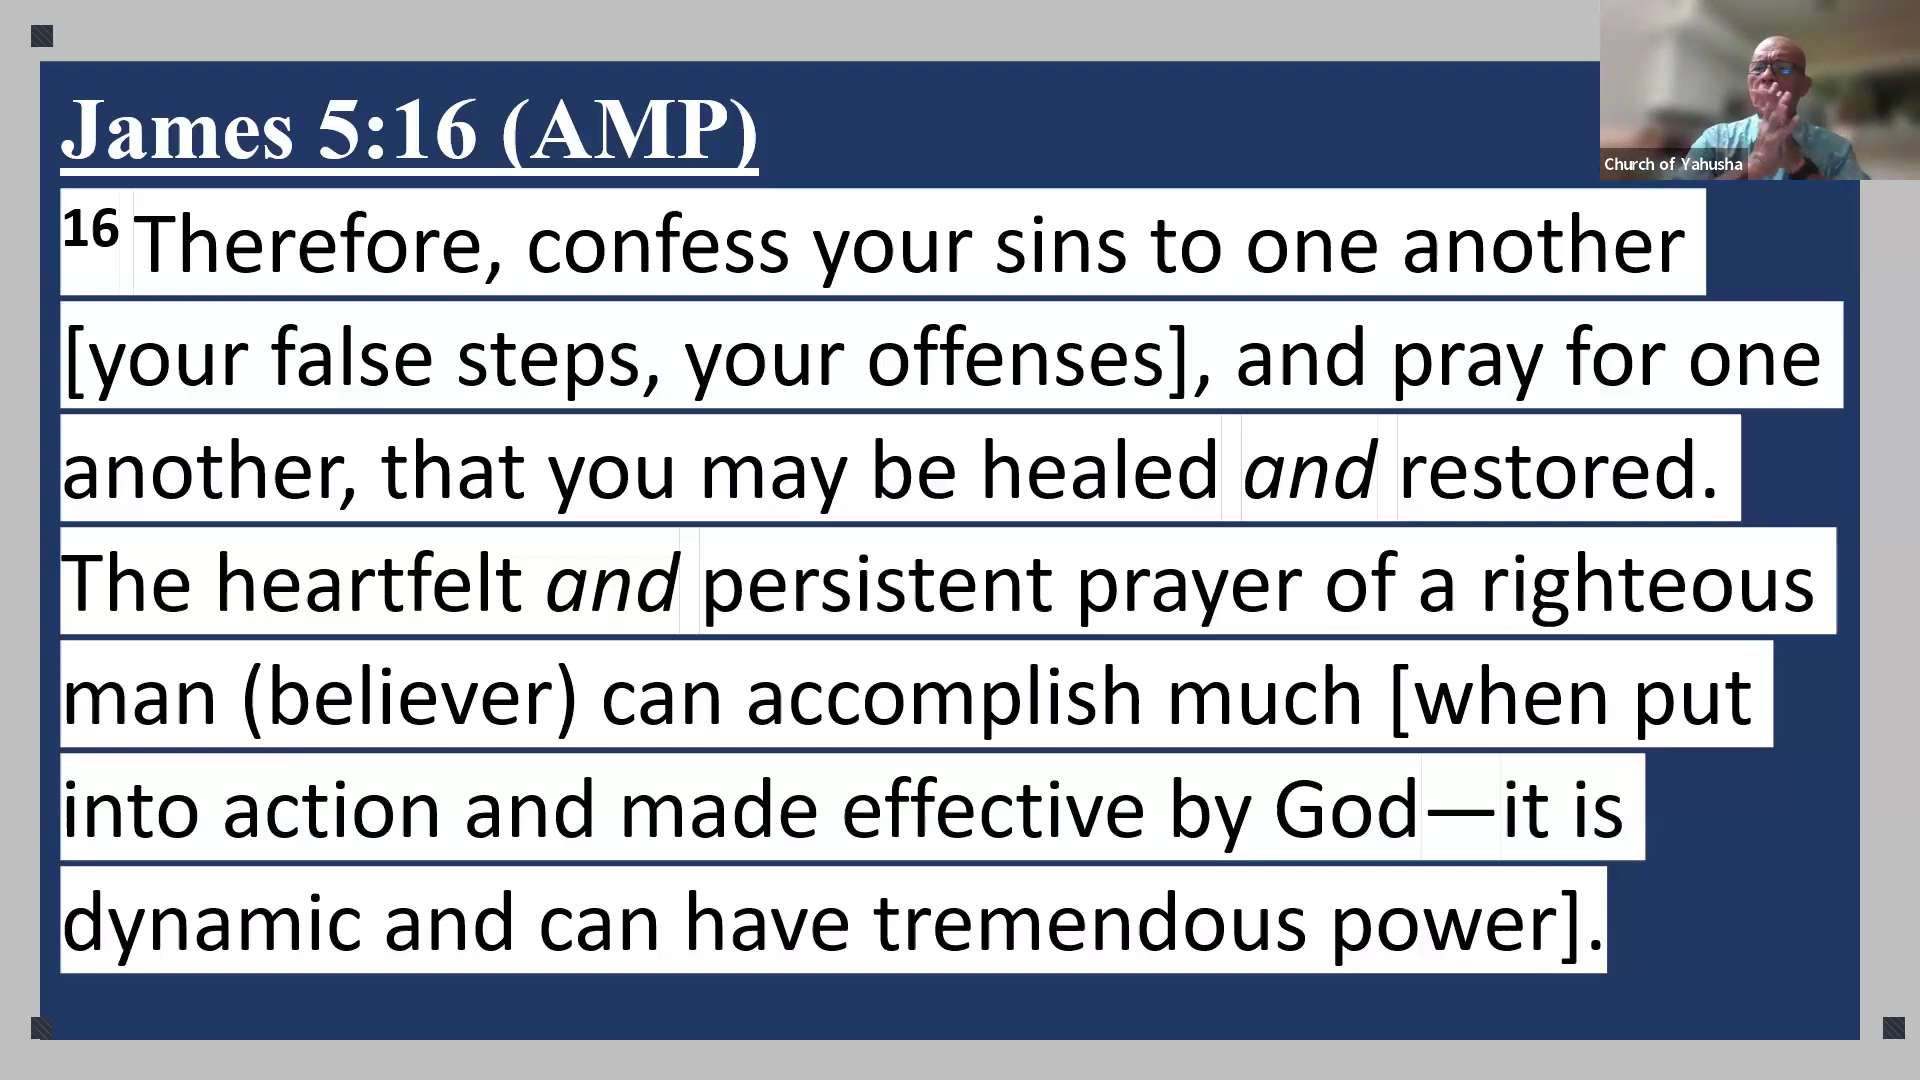 James 5:16 (AMP)
Church of Yahusha
16 Therefore, confess your sins to one another
[your false steps, your offenses], and pray for one
another, that you may be healed and restored.
The heartfelt and persistent prayer of a righteous
man (believer) can accomplish much [when put
into action and made effective by God—it is
dynamic and can have tremendous power].